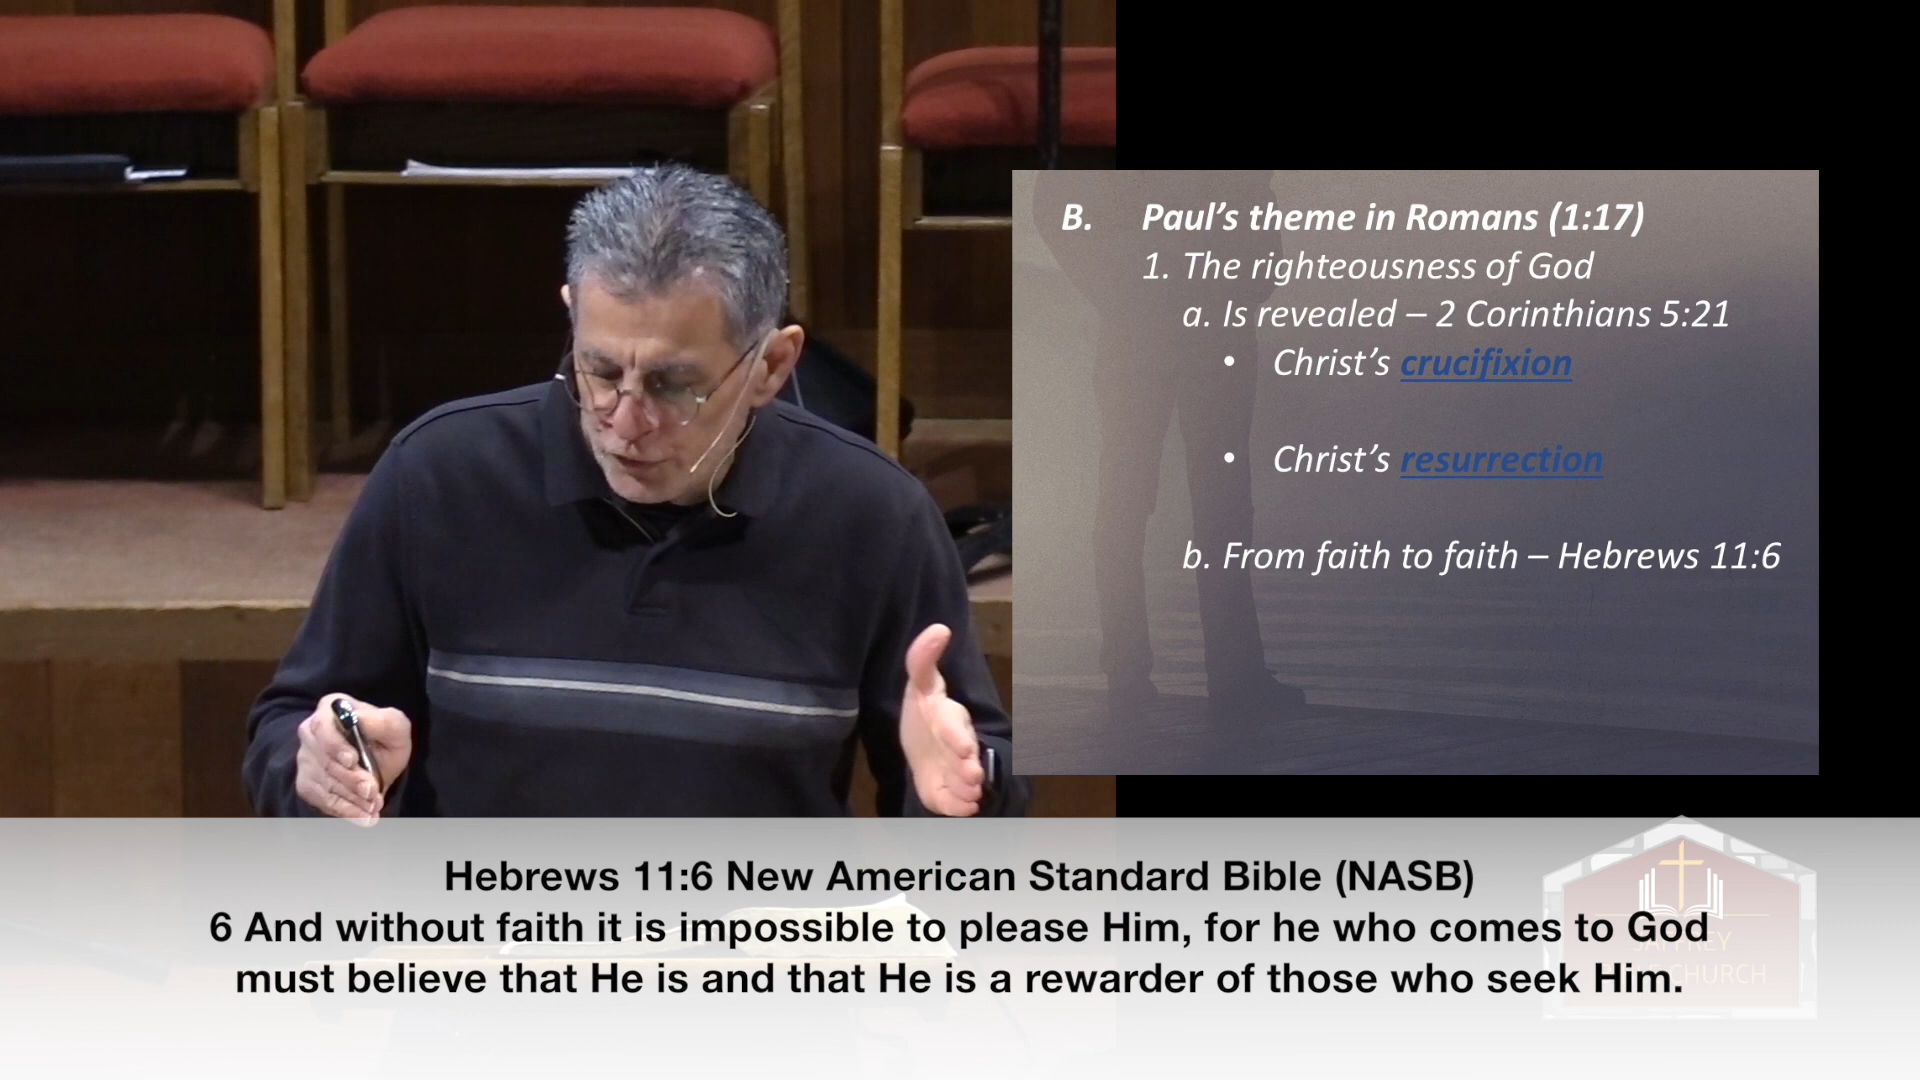 B. Paul's theme in Romans (1:17)
1. The righteousness of God
a. Is revealed – 2 Corinthians 5:21
• Christ's crucifixion
• Christ's resurrection
b. From faith to faith – Hebrews 11:6
Hebrews 11:6 New American Standard Bible (NASB)
6 And without faith it is impossible to please Him, for he who comes to God
must believe that He is and that He is a rewarder of those who seek Him.
CHURCH